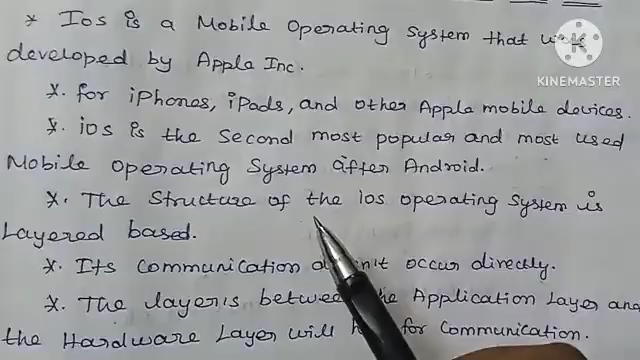 * Ios is a Mobile Operating System that was
developed by Apple Inc.
*. for iPhones, iPads, and other Apple mobile devices.
*. ios is the Second most popular and most used
Mobile Operating System after Android.
*. The Structure of the ios operating System is
Layered based.
*. Its Communication occur directly.
*. The layers between the Application Layer and
the Hardware Layer will for Communication.
KINEMASTER